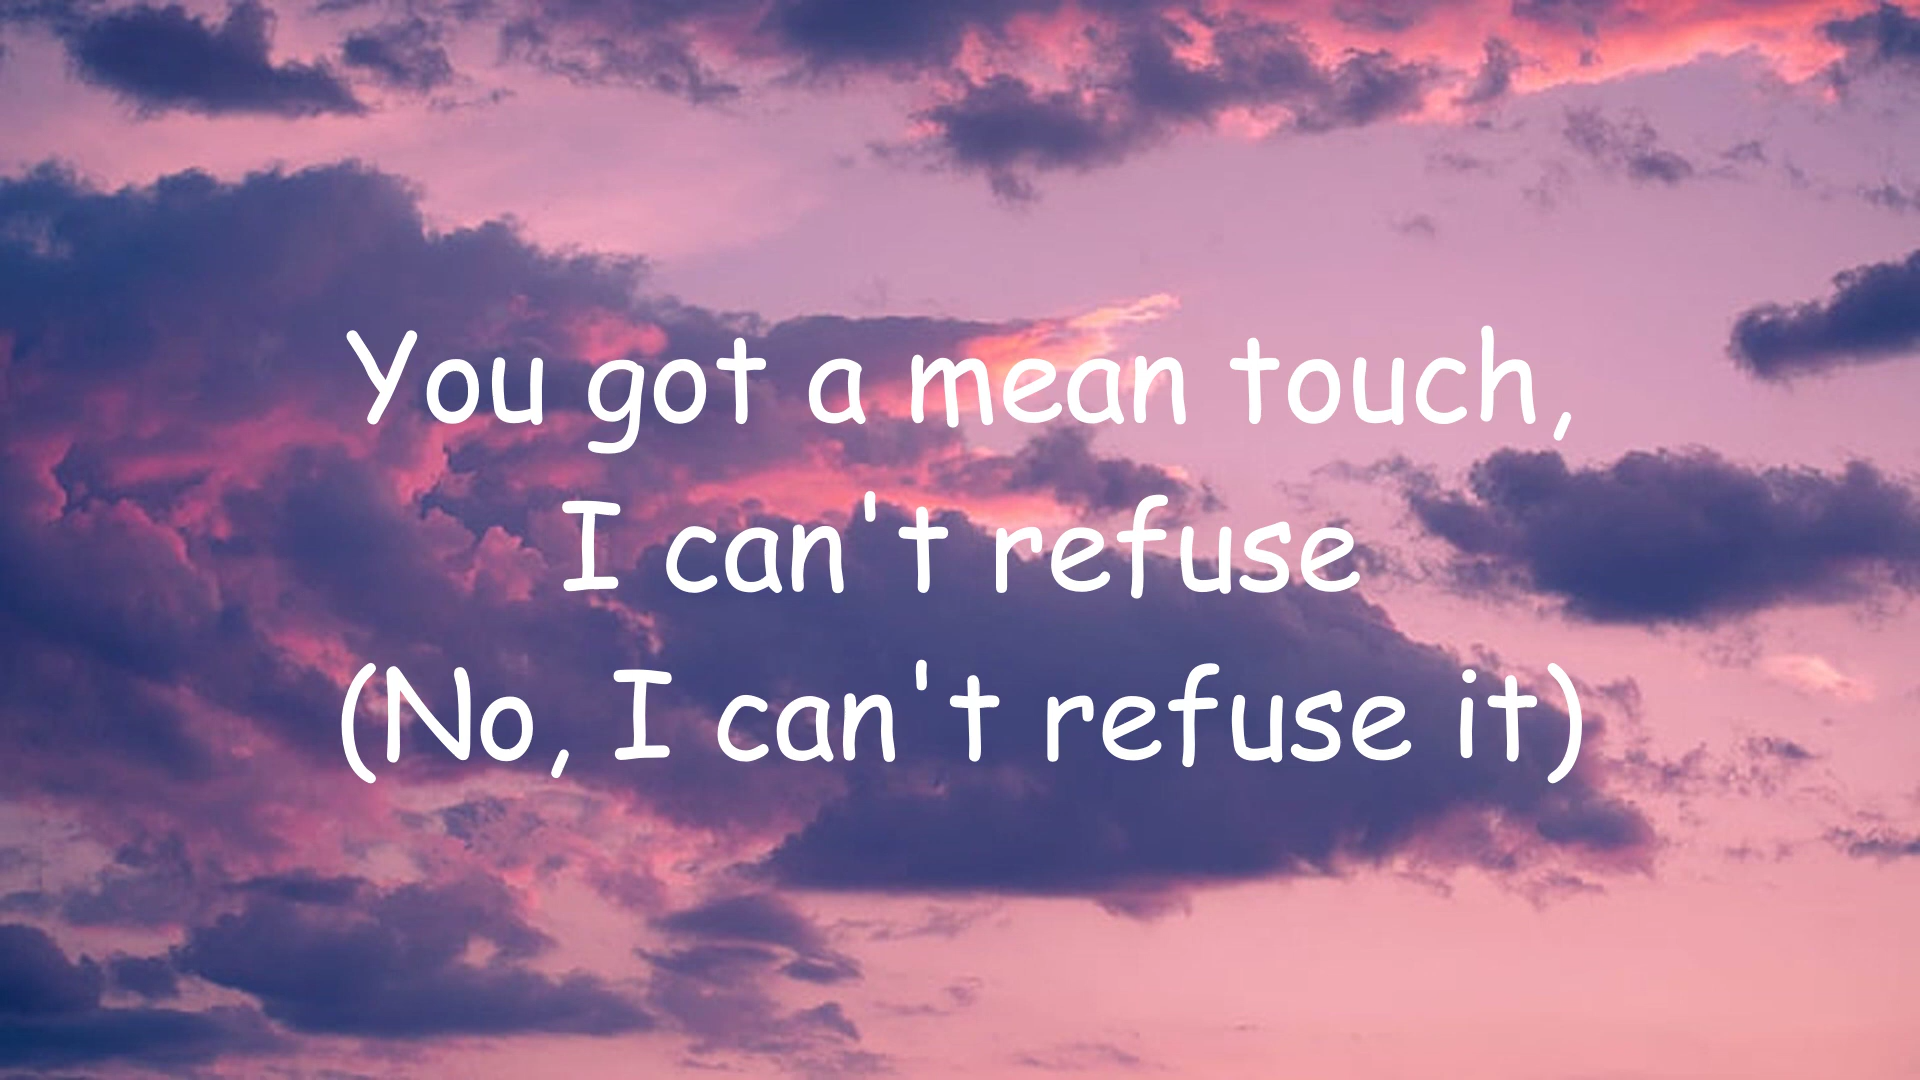 You got a mean touch,
I can't refuse
(No, I can't refuse it)